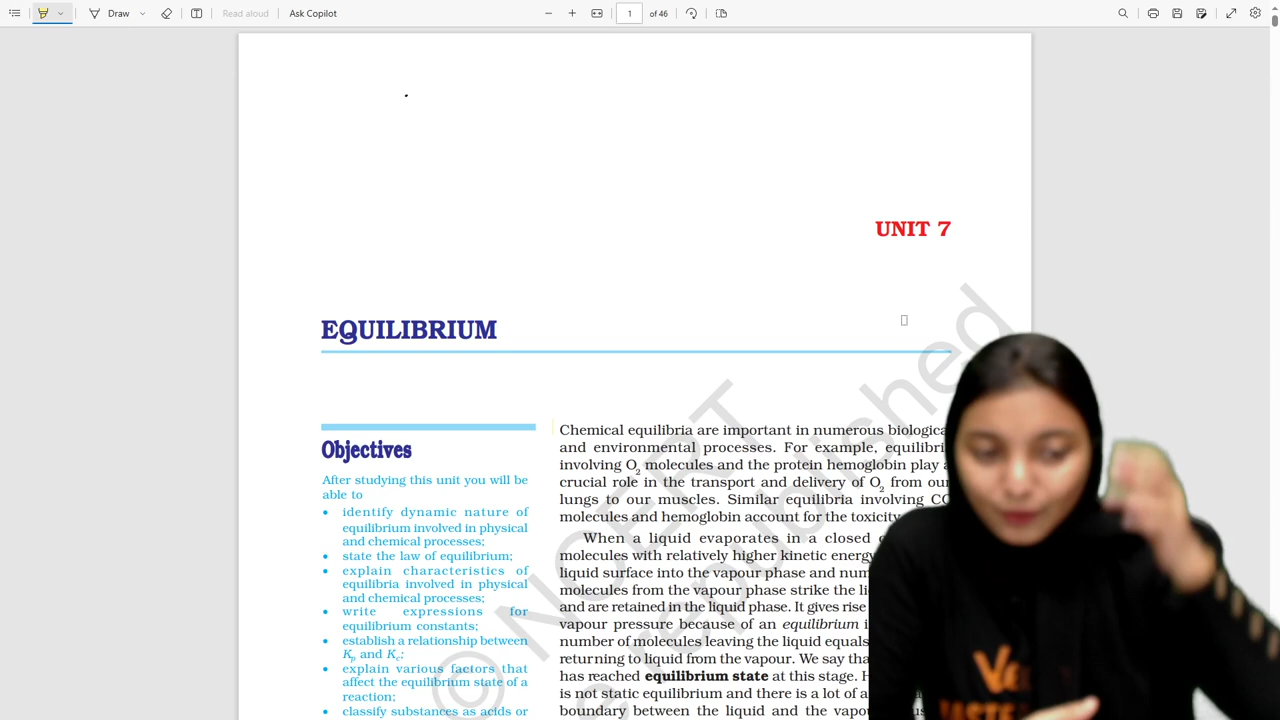 Draw
Read aloud
Ask Copilot
1
of 46
UNIT 7
EQUILIBRIUM
Objectives
After studying this unit you will be
able to
• identify dynamic nature of
equilibrium involved in physical
and chemical processes;
• state the law of equilibrium;
• explain characteristics of
equilibria involved in physical
and chemical processes;
• write expressions for
equilibrium constants;
• establish a relationship between
Kp and Kc;
• explain various factors that
affect the equilibrium state of a
reaction;
• classify substances as acids or
Chemical equilibria are important in numerous
and environmental processes. For example,
involving O2 molecules and the protein hemoglobin play
crucial role in the transport and delivery of O2 from
lungs to our muscles. Similar equilibria involving
molecules and hemoglobin account for the toxicity
When a liquid evaporates in a closed
molecules with relatively higher kinetic energy
liquid surface into the vapour phase and
molecules from the vapour phase strike the
and are retained in the liquid phase. It gives rise
vapour pressure because of an equilibrium
number of molecules leaving the liquid equals
returning to liquid from the vapour. We say
has reached equilibrium state at this stage.
is not static equilibrium and there is a lot of
boundary between the liquid and the
© NCERT
republished